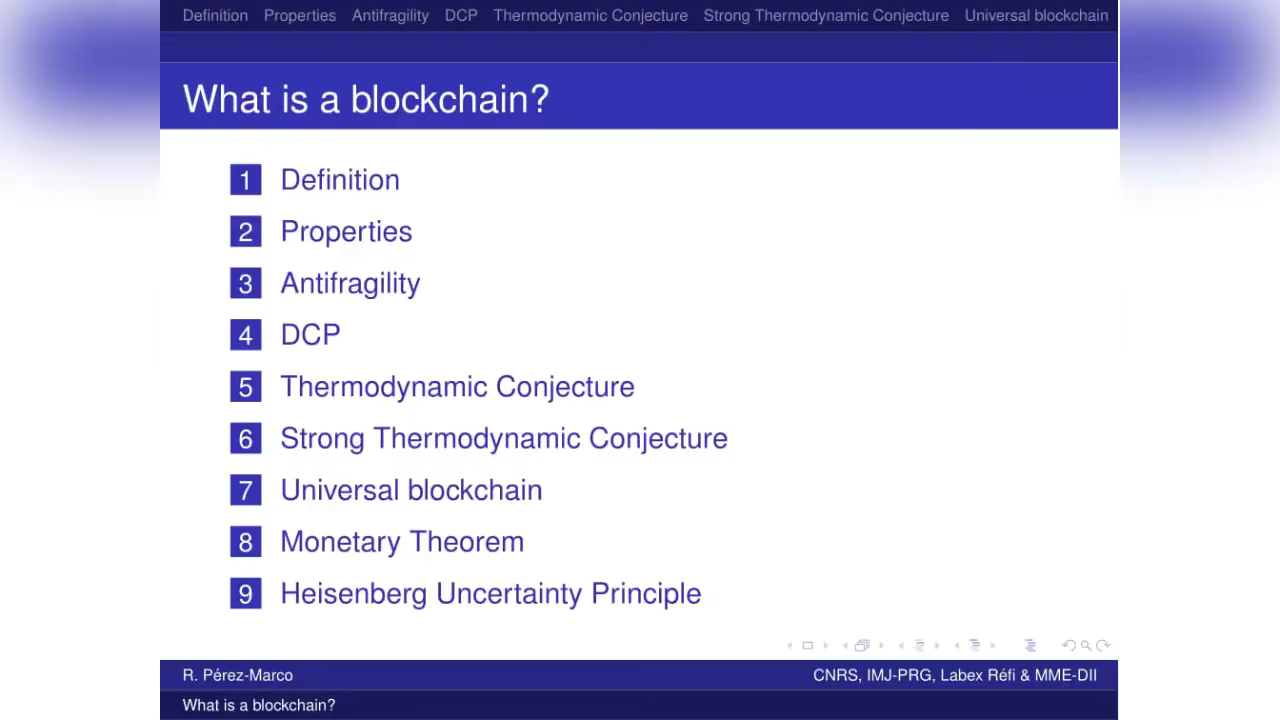 Definition Properties Antifragility DCP Thermodynamic Conjecture Strong Thermodynamic Conjecture Universal blockchain
What is a blockchain?
1 Definition
2 Properties
3 Antifragility
4 DCP
5 Thermodynamic Conjecture
6 Strong Thermodynamic Conjecture
7 Universal blockchain
8 Monetary Theorem
9 Heisenberg Uncertainty Principle
R. Pérez-Marco CNRS, IMJ-PRG, Labex Réfi & MME-DII
What is a blockchain?